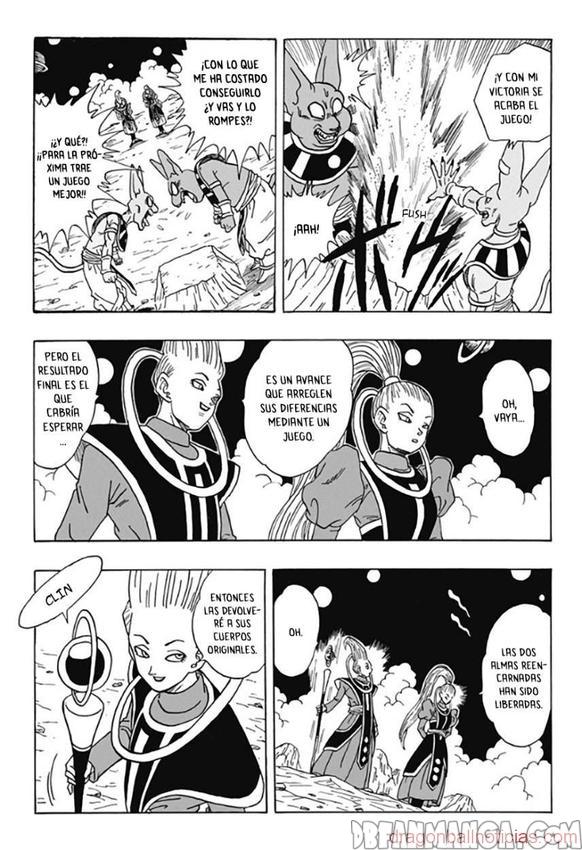 ¡Y CON MI
VICTORIA SE
ACABA EL
JUEGO!
FUSH
¡AAH!
¡CON LO QUE
ME HA COSTADO
CONSEGUIRLO
¿Y VAS Y LO
ROMPES?!
¡¿Y QUÉ?!
¡¡PARA LA PRÓ-
XIMA TRAE
UN JUEGO
MEJOR!!
OH,
VAYA...
ES UN AVANCE
QUE ARREGLEN
SUS DIFERENCIAS
MEDIANTE UN
JUEGO.
PERO EL
RESULTADO
FINAL ES EL
QUE CABRÍA
ESPERAR
...
LAS DOS
ALMAS REEN-
CARNADAS
HAN SIDO
LIBERADAS.
OH.
ENTONCES
LAS DEVOLVE-
RÉ A SUS
CUERPOS
ORIGINALES.
CLIN
DBFANMANGA.COM
dragonballnoticias.com